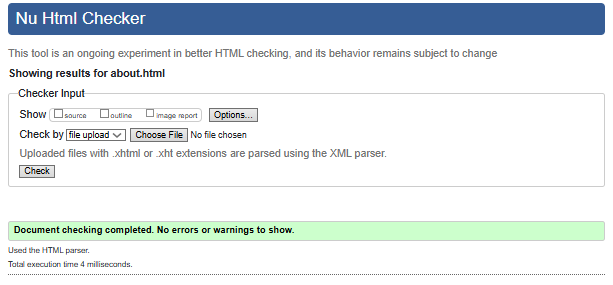 Nu Html Checker
This tool is an ongoing experiment in better HTML checking, and its behavior remains subject to change
Showing results for about.html
Checker Input
Show source outline image report Options...
Check by file upload Choose File No file chosen
Uploaded files with .xhtml or .xht extensions are parsed using the XML parser.
Check
Document checking completed. No errors or warnings to show.
Used the HTML parser.
Total execution time 4 milliseconds.